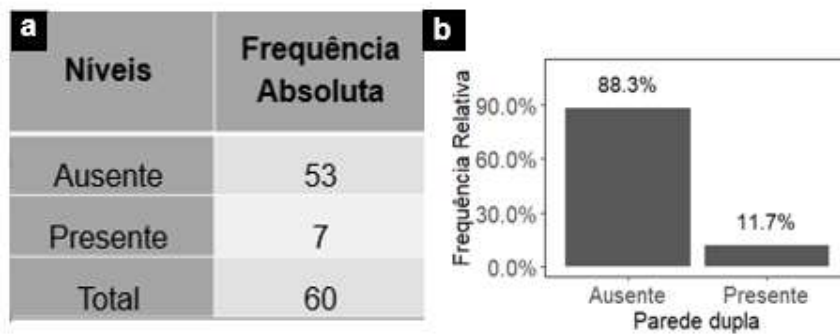 a
Níveis
Frequência
Absoluta
Ausente 53
Presente 7
Total 60
b
Frequência Relativa
90.0%
60.0%
30.0%
0.0%
88.3%
11.7%
Ausente Presente
Parede dupla